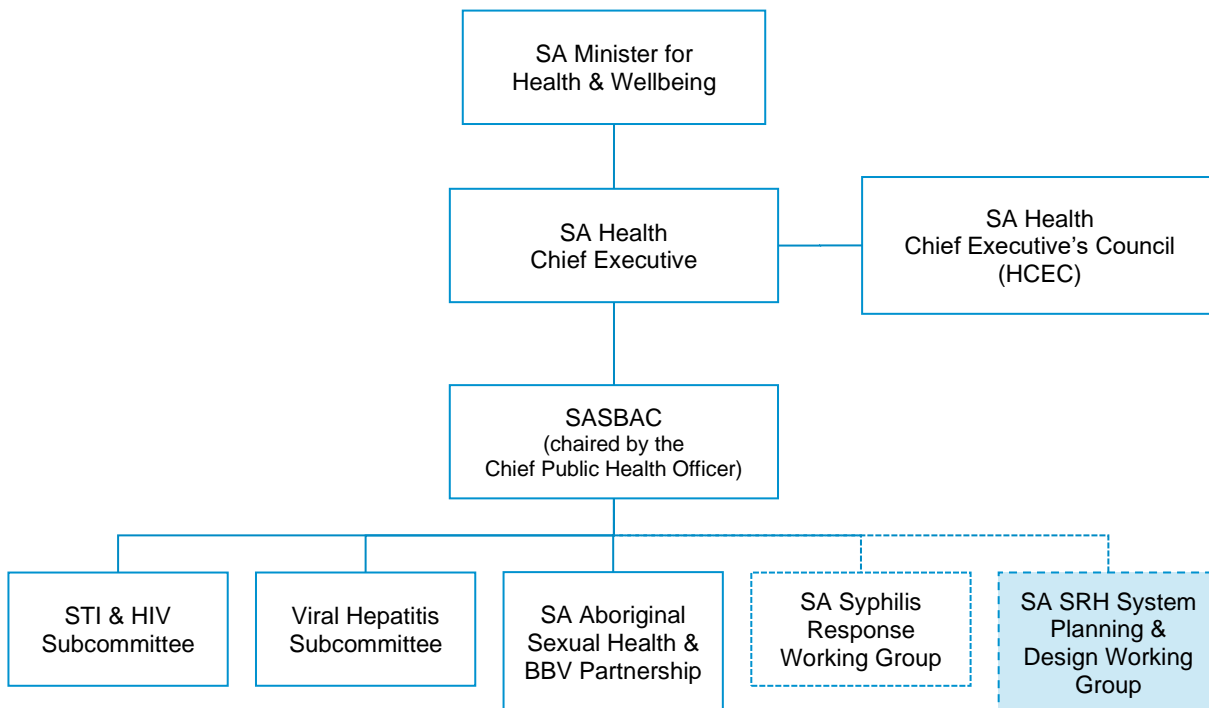 SA Minister for
Health & Wellbeing
SA Health
Chief Executive
SA Health
Chief Executive’s Council
(HCEC)
SASBAC
(chaired by the
Chief Public Health Officer)
STI & HIV
Subcommittee
Viral Hepatitis
Subcommittee
SA Aboriginal
Sexual Health &
BBV Partnership
SA Syphilis
Response
Working Group
SA SRH System
Planning &
Design Working
Group